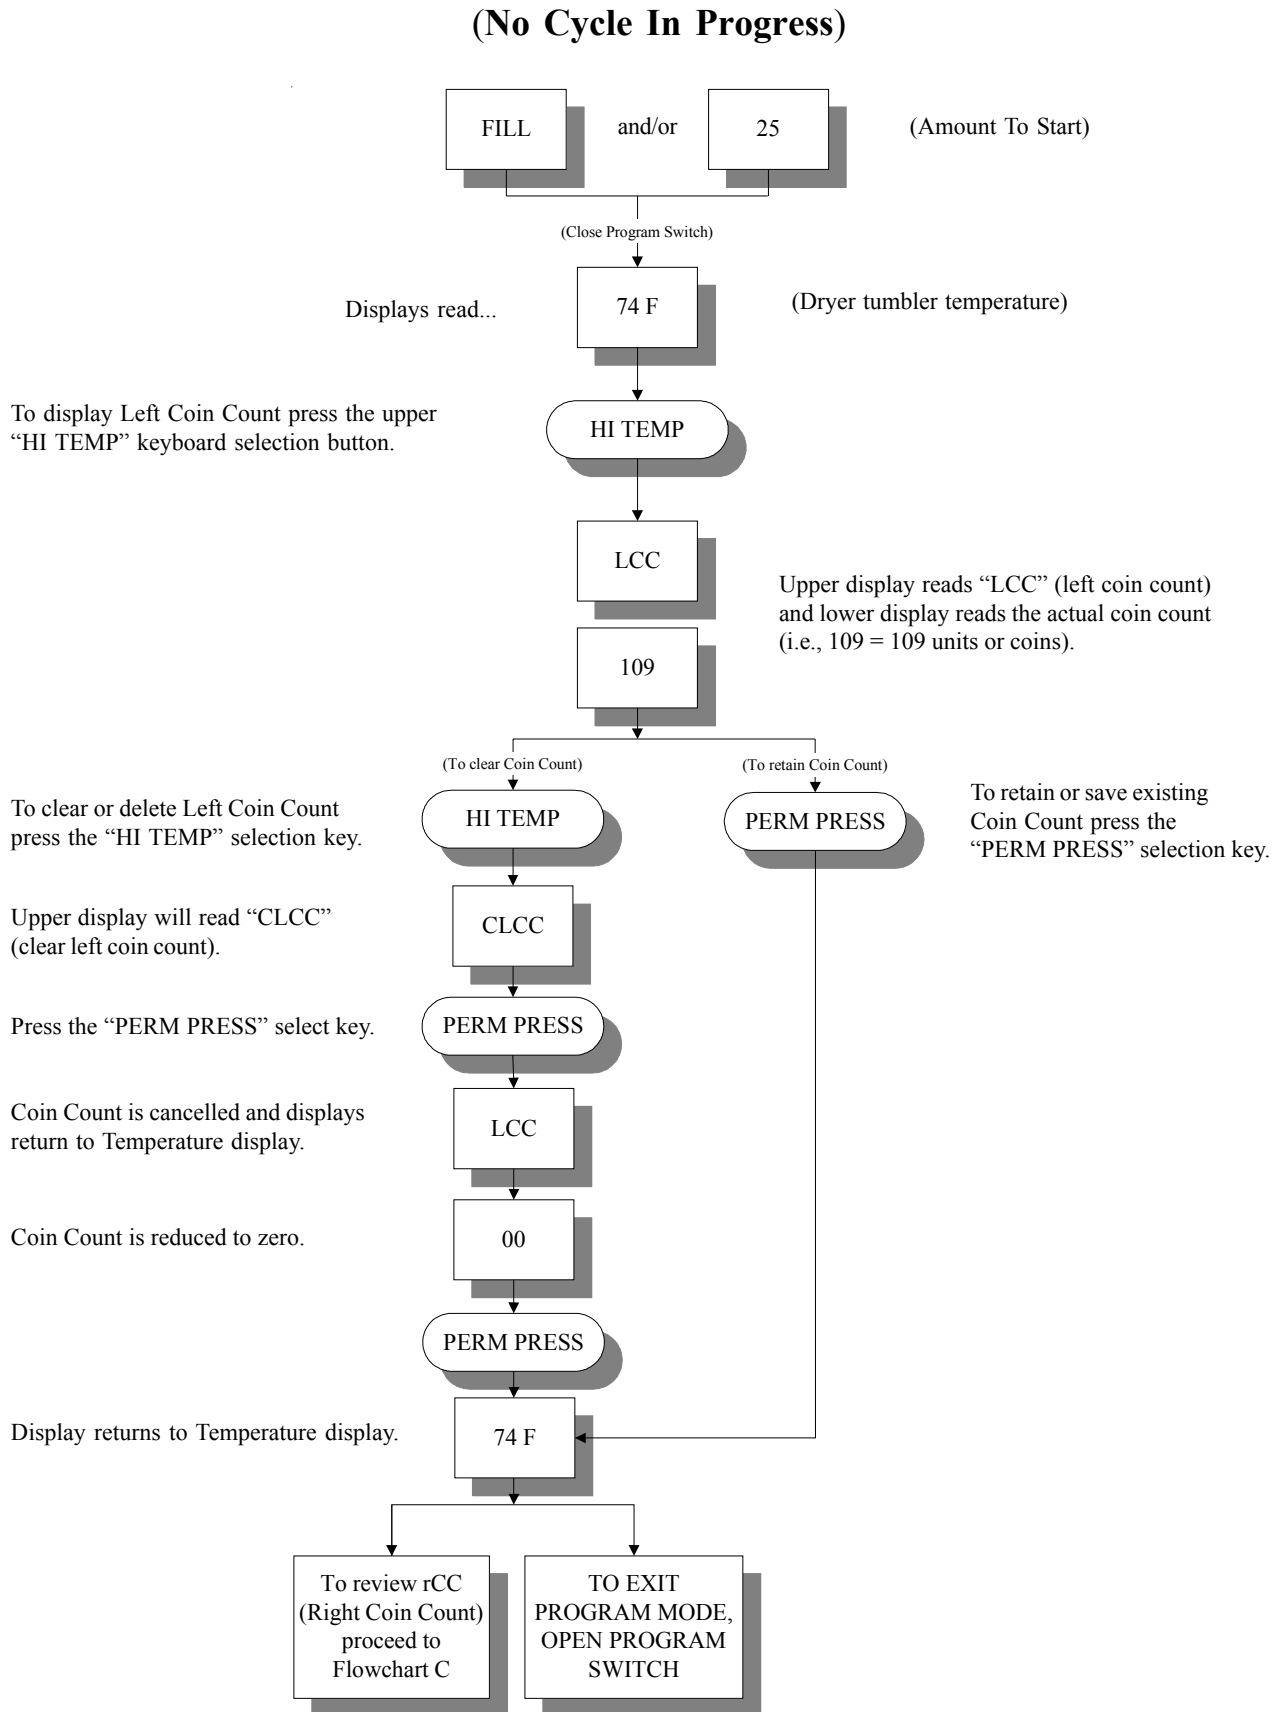 (No Cycle In Progress)
FILL
and/or
25
(Amount To Start)
(Close Program Switch)
Displays read...
74 F
(Dryer tumbler temperature)
To display Left Coin Count press the upper
“HI TEMP” keyboard selection button.
HI TEMP
LCC
Upper display reads “LCC” (left coin count)
and lower display reads the actual coin count
(i.e., 109 = 109 units or coins).
109
(To clear Coin Count)
(To retain Coin Count)
To clear or delete Left Coin Count
press the “HI TEMP” selection key.
HI TEMP
PERM PRESS
To retain or save existing
Coin Count press the
“PERM PRESS” selection key.
Upper display will read “CLCC”
(clear left coin count).
CLCC
Press the “PERM PRESS” select key.
PERM PRESS
Coin Count is cancelled and displays
return to Temperature display.
LCC
Coin Count is reduced to zero.
00
PERM PRESS
Display returns to Temperature display.
74 F
To review rCC
(Right Coin Count)
proceed to
Flowchart C
TO EXIT
PROGRAM MODE,
OPEN PROGRAM
SWITCH